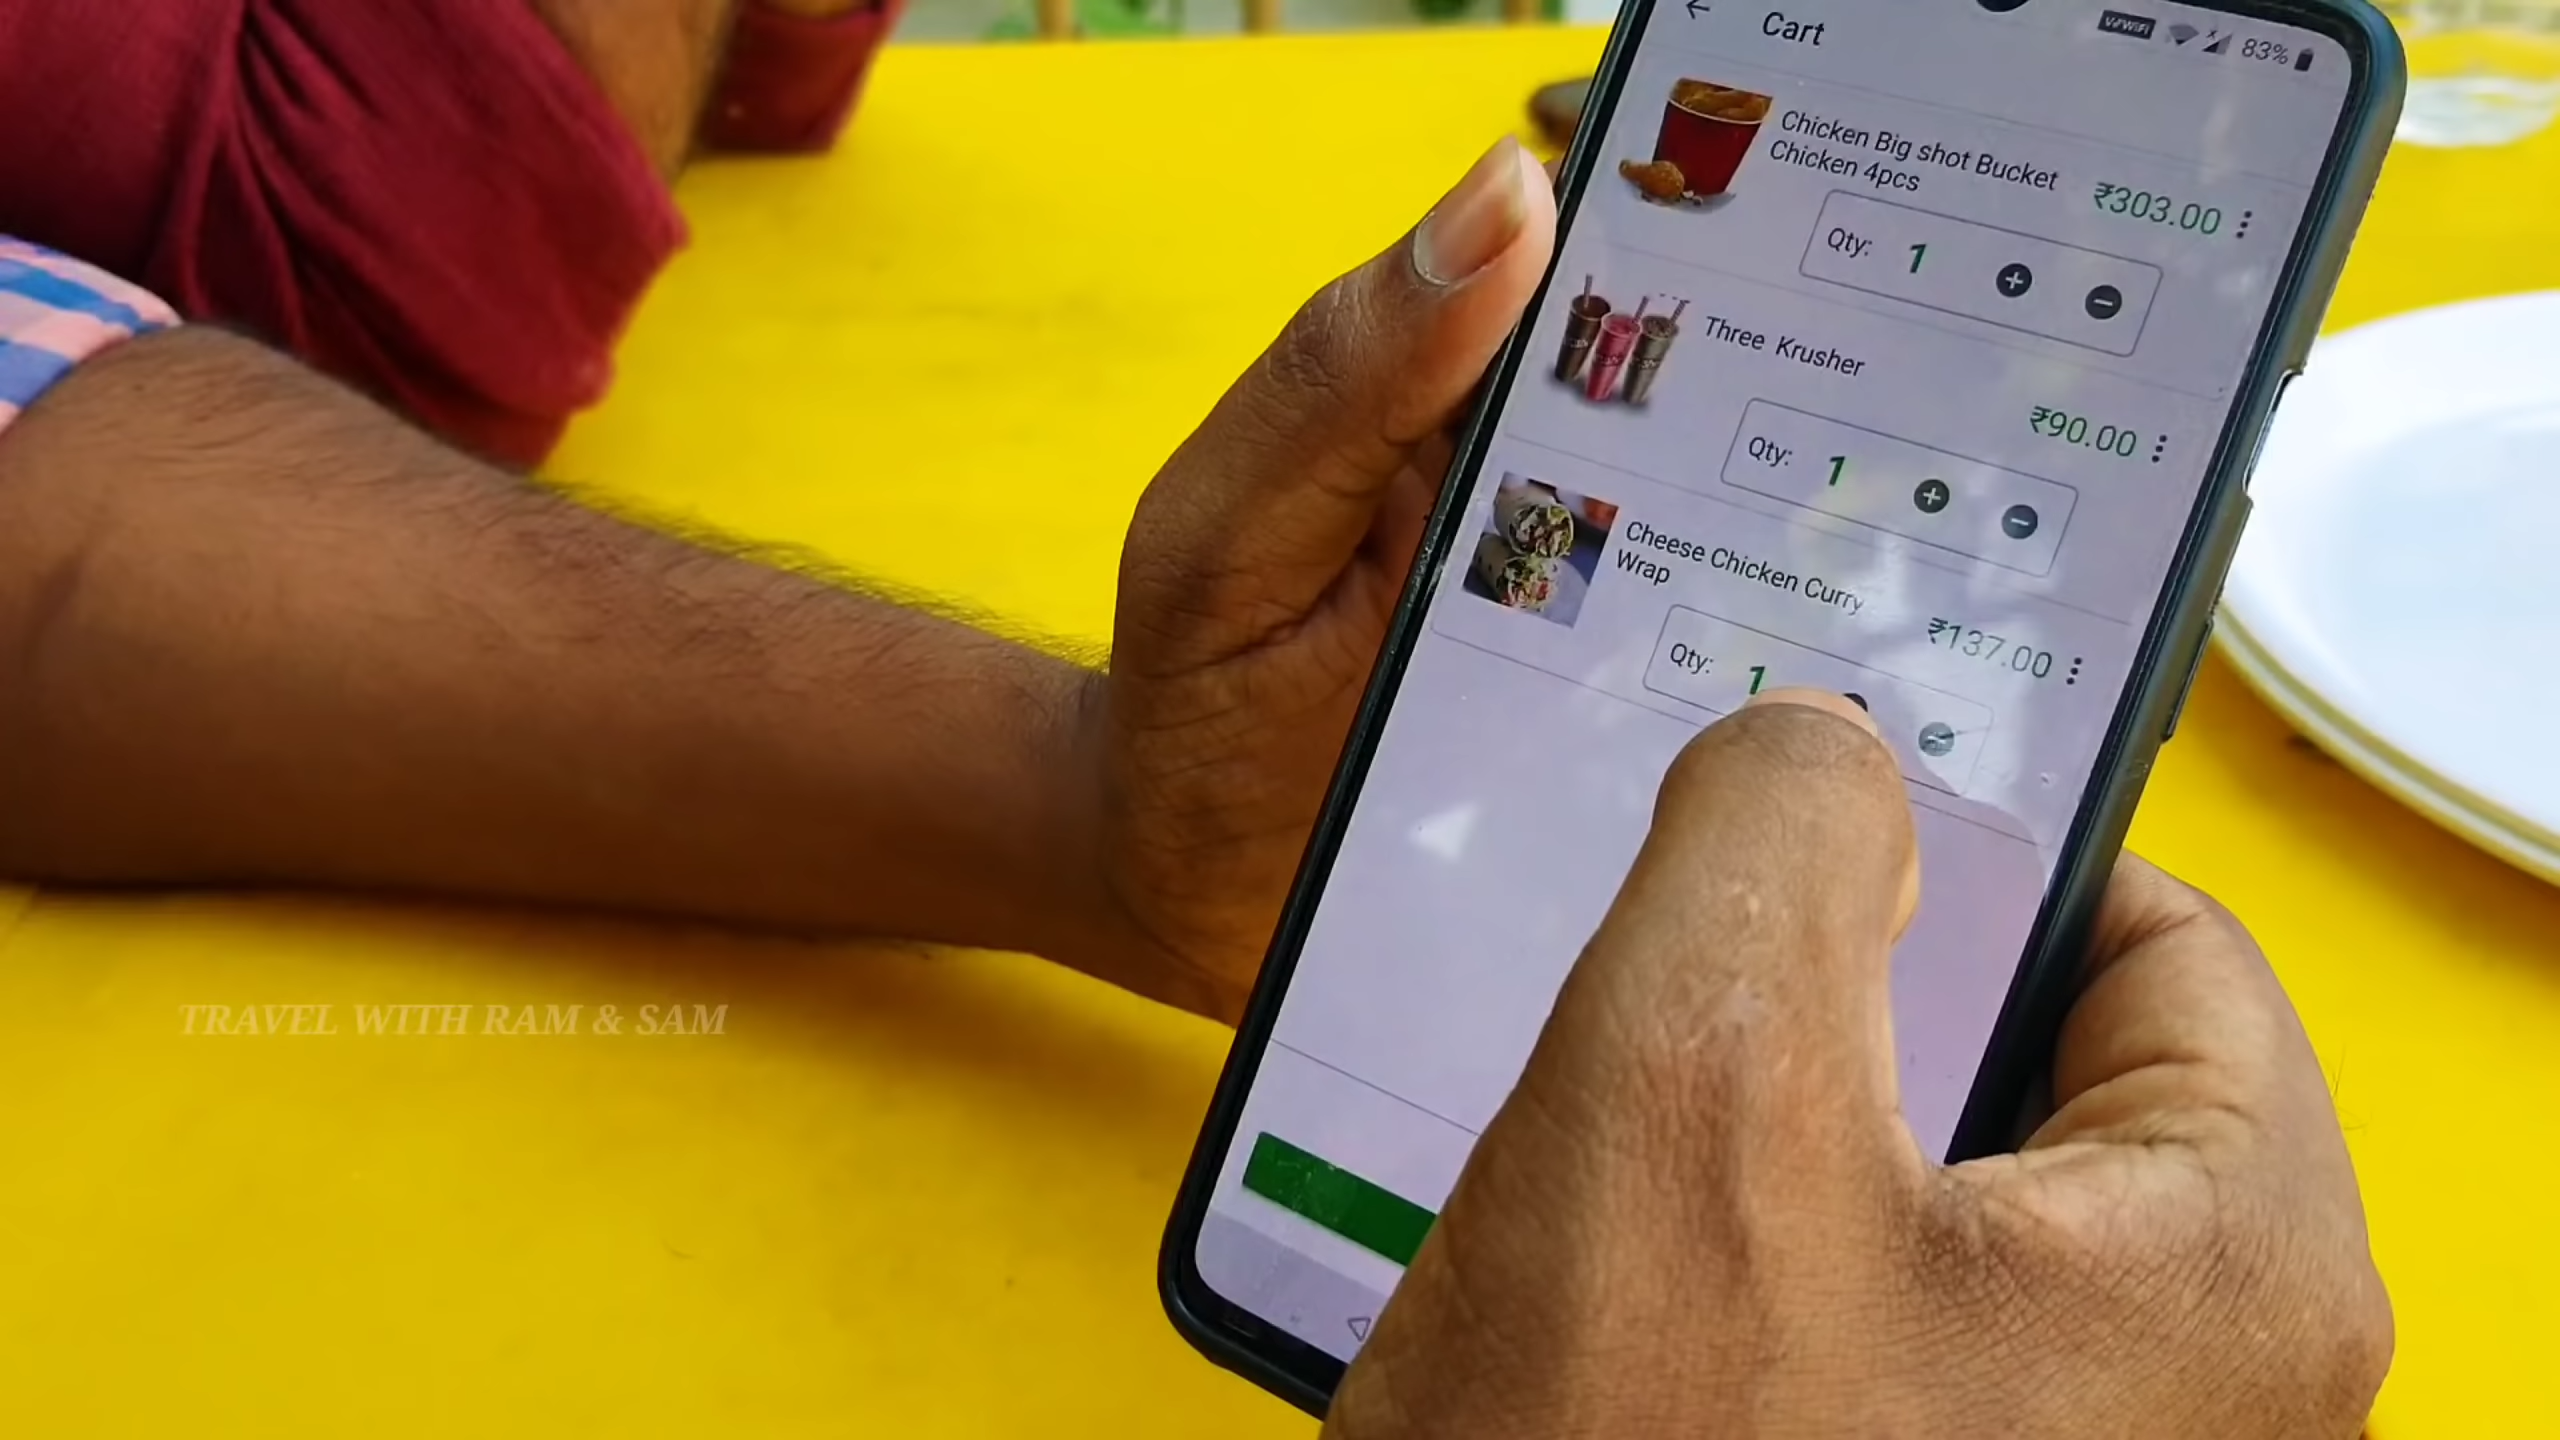 Cart
VoWiFi 83%
Chicken Big shot Bucket
Chicken 4pcs
₹303.00
Qty: 1
Three Krusher
₹90.00
Qty: 1
Cheese Chicken Curry
Wrap
₹137.00
Qty: 1
TRAVEL WITH RAM & SAM